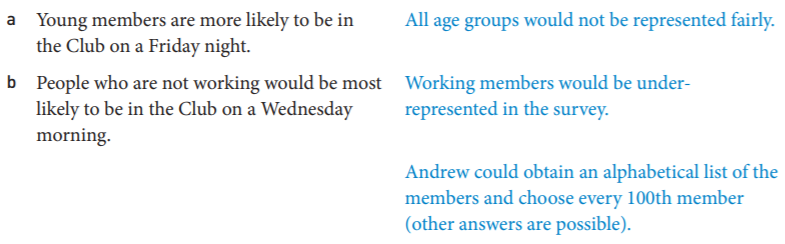 a Young members are more likely to be in All age groups would not be represented fairly.
the Club on a Friday night.
b People who are not working would be most Working members would be under-
likely to be in the Club on a Wednesday represented in the survey.
morning.
Andrew could obtain an alphabetical list of the
members and choose every 100th member
(other answers are possible).